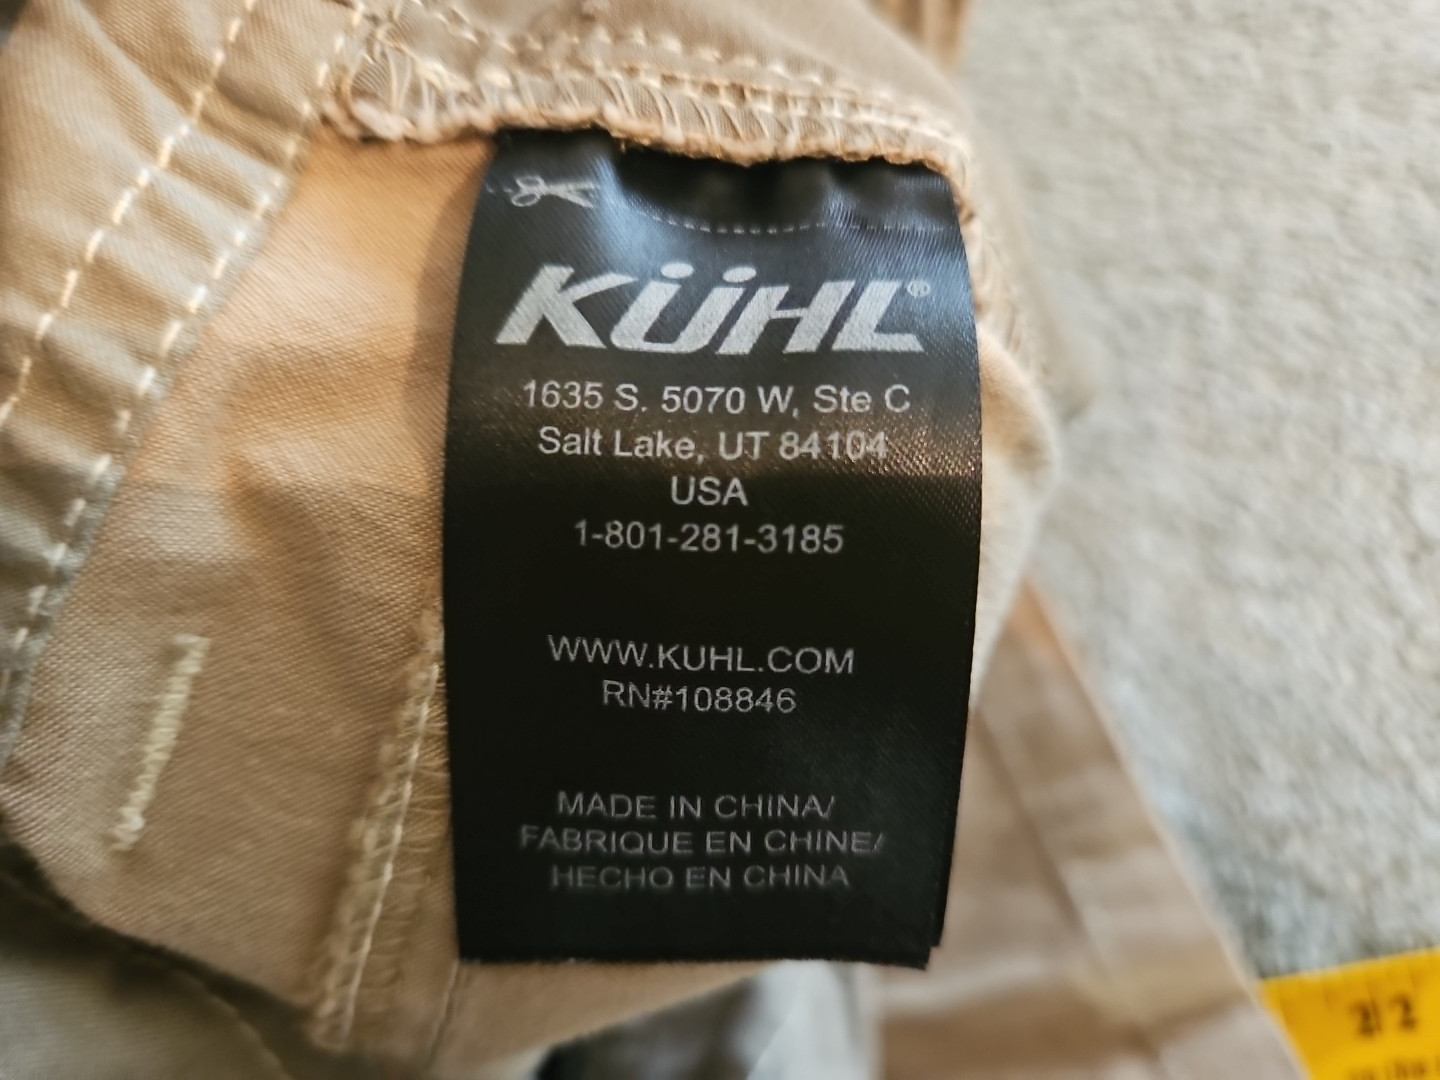 KÜHL®
1635 S. 5070 W, Ste C
Salt Lake, UT 84104
USA
1-801-281-3185
WWW.KUHL.COM
RN#108846
MADE IN CHINA/
FABRIQUE EN CHINE/
HECHO EN CHINA